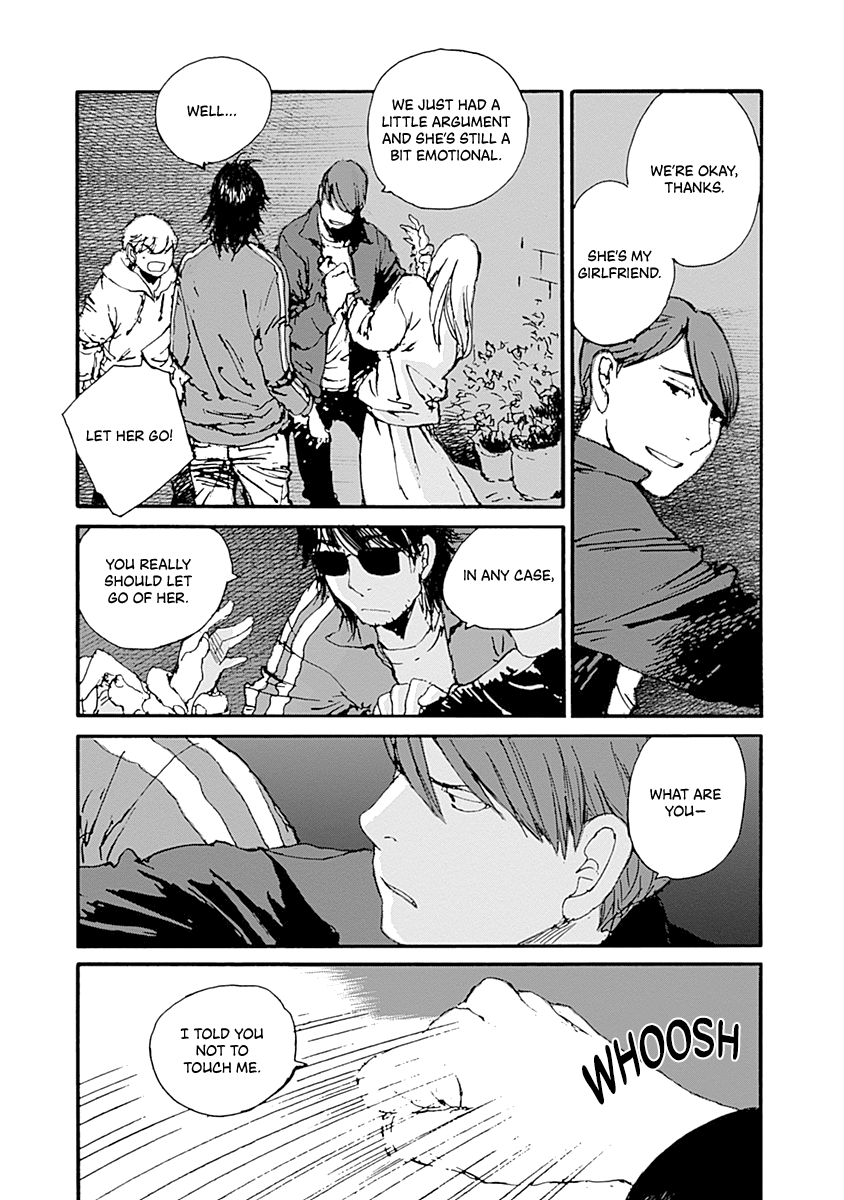 WE'RE OKAY,
THANKS.
SHE'S MY
GIRLFRIEND.
WE JUST HAD A
LITTLE ARGUMENT
AND SHE'S STILL A
BIT EMOTIONAL.
WELL...
LET HER GO!
IN ANY CASE,
YOU REALLY
SHOULD LET
GO OF HER.
WHAT ARE
YOU—
WHOOSH
I TOLD YOU
NOT TO
TOUCH ME.